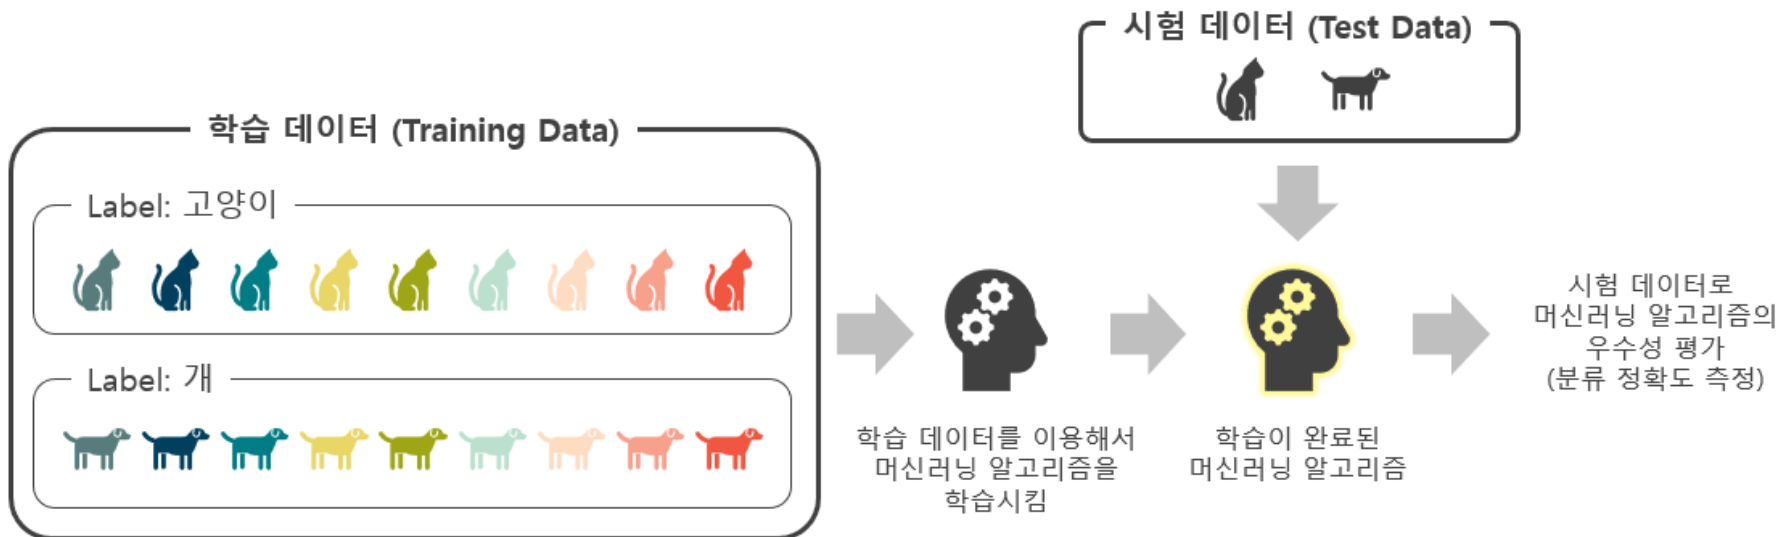 시험 데이터 (Test Data)
학습 데이터 (Training Data)
Label: 고양이
Label: 개
학습 데이터를 이용해서
머신러닝 알고리즘을
학습시킴
학습이 완료된
머신러닝 알고리즘
시험 데이터로
머신러닝 알고리즘의
우수성 평가
(분류 정확도 측정)